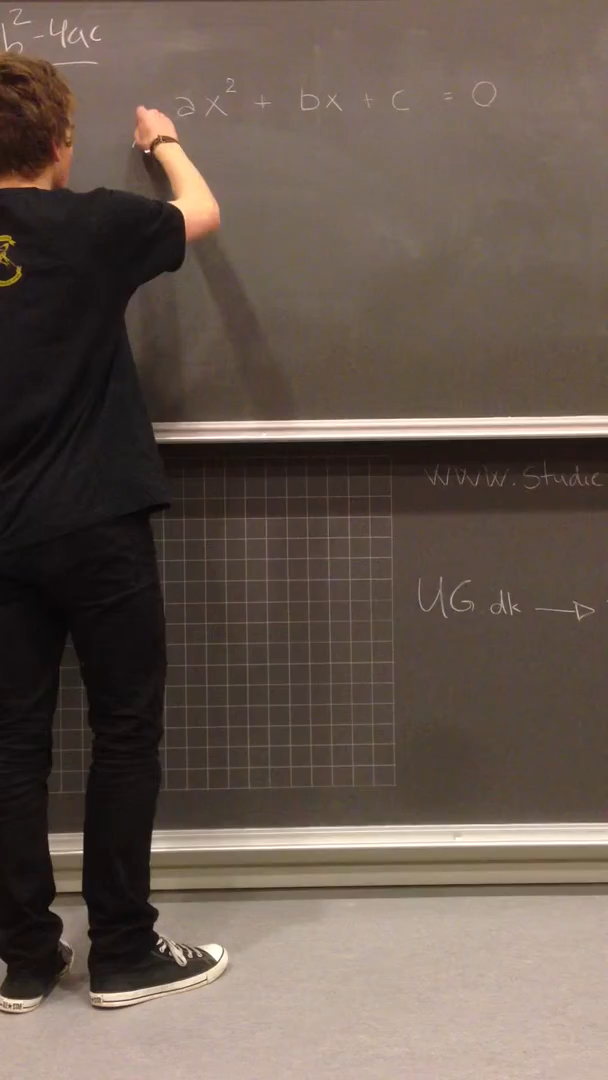 b²-4ac
ax² + bx + c = 0
www.Studie
UG.dk →